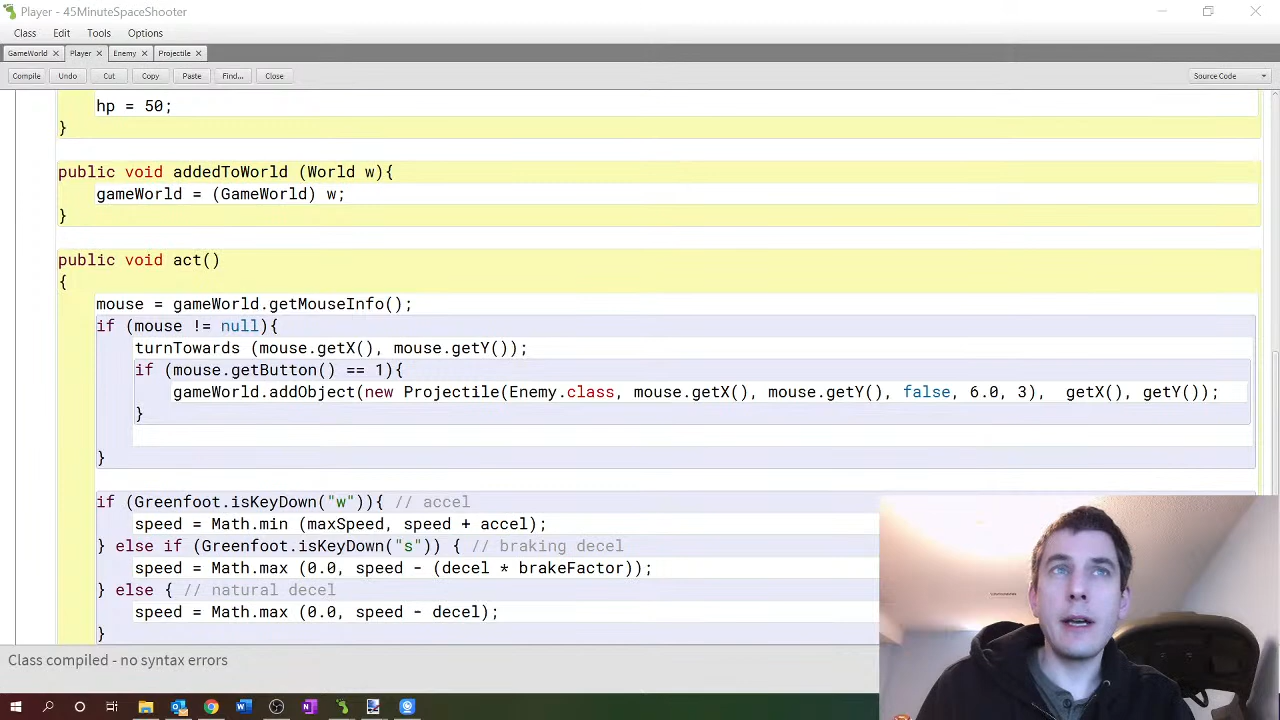 Player - 45MinuteSpaceShooter
Class Edit Tools Options
GameWorld × Player × Enemy × Projectile ×
Compile Undo Cut Copy Paste Find... Close Source Code
hp = 50;
}
public void addedToWorld (World w){
gameWorld = (GameWorld) w;
}
public void act()
{
mouse = gameWorld.getMouseInfo();
if (mouse != null){
turnTowards (mouse.getX(), mouse.getY());
if (mouse.getButton() == 1){
gameWorld.addObject(new Projectile(Enemy.class, mouse.getX(), mouse.getY(), false, 6.0, 3), getX(), getY());
}
}
if (Greenfoot.isKeyDown("w")){ // accel
speed = Math.min (maxSpeed, speed + accel);
} else if (Greenfoot.isKeyDown("s")) { // braking decel
speed = Math.max (0.0, speed - (decel * brakeFactor));
} else { // natural decel
speed = Math.max (0.0, speed - decel);
}
Class compiled - no syntax errors